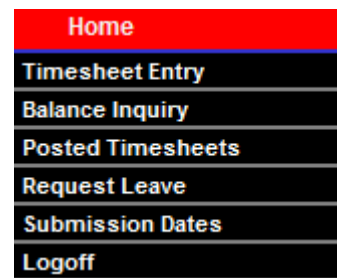 Home
Timesheet Entry
Balance Inquiry
Posted Timesheets
Request Leave
Submission Dates
Logoff